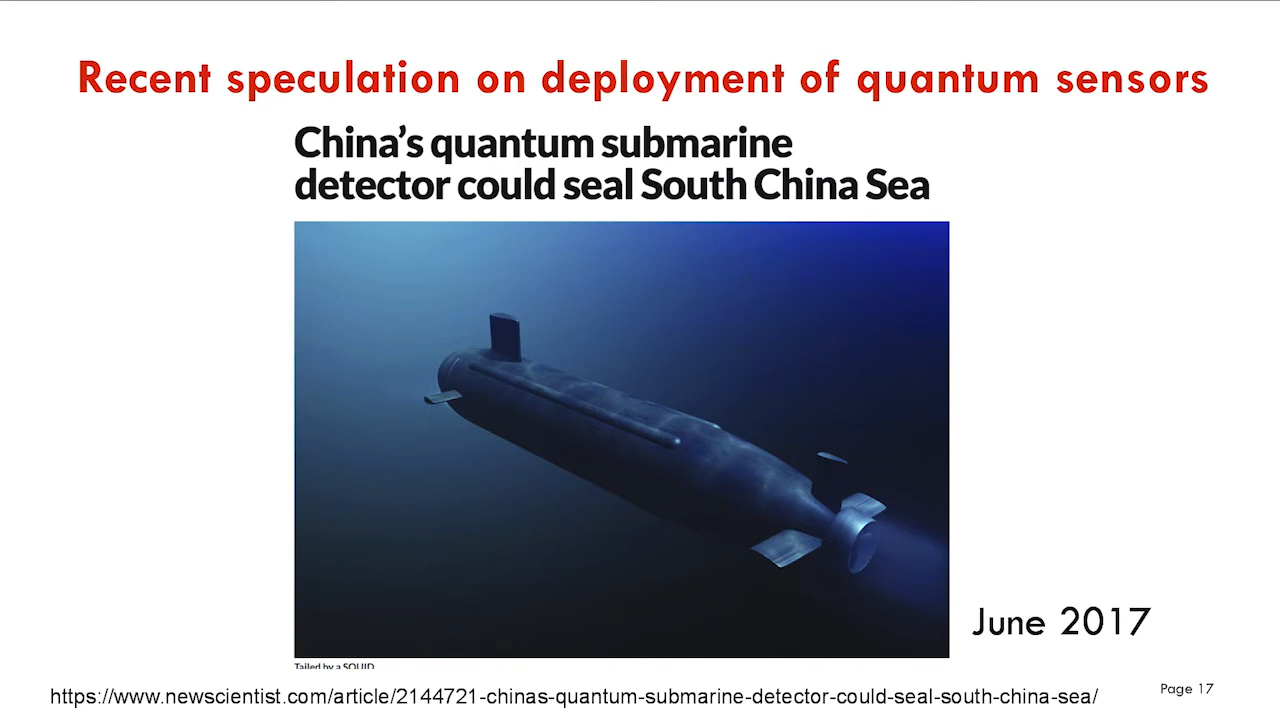 Recent speculation on deployment of quantum sensors
China's quantum submarine
detector could seal South China Sea
June 2017
Tailed by a SQUID
https://www.newscientist.com/article/2144721-chinas-quantum-submarine-detector-could-seal-south-china-sea/
Page 17